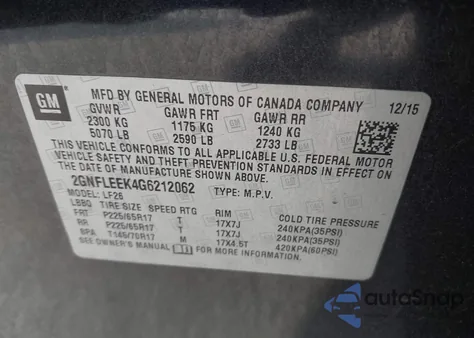 GM
MFD BY GENERAL MOTORS OF CANADA COMPANY
12/15
GVWR GAWR FRT GAWR RR
2300 KG 1175 KG 1240 KG
5070 LB 2590 LB 2733 LB
THIS VEHICLE CONFORMS TO ALL APPLICABLE U.S. FEDERAL MOTOR
VEHICLE SAFETY AND THEFT PREVENTION STANDARDS IN EFFECT ON
THE DATE OF MANUFACTURE SHOWN ABOVE.
2GNFLEEK4G6212062 TYPE: M.P.V.
MODEL: LF26
LBBQ TIRE SIZE SPEED RTG RIM COLD TIRE PRESSURE
FRT P225/65R17 T 17X7J 240KPA(35PSI)
RR P225/65R17 T 17X7J 240KPA(35PSI)
SPA T145/70R17 M 17X4.5T 420KPA(60PSI)
SEE OWNER'S MANUAL FOR MORE INFORMATION.
autoSnap